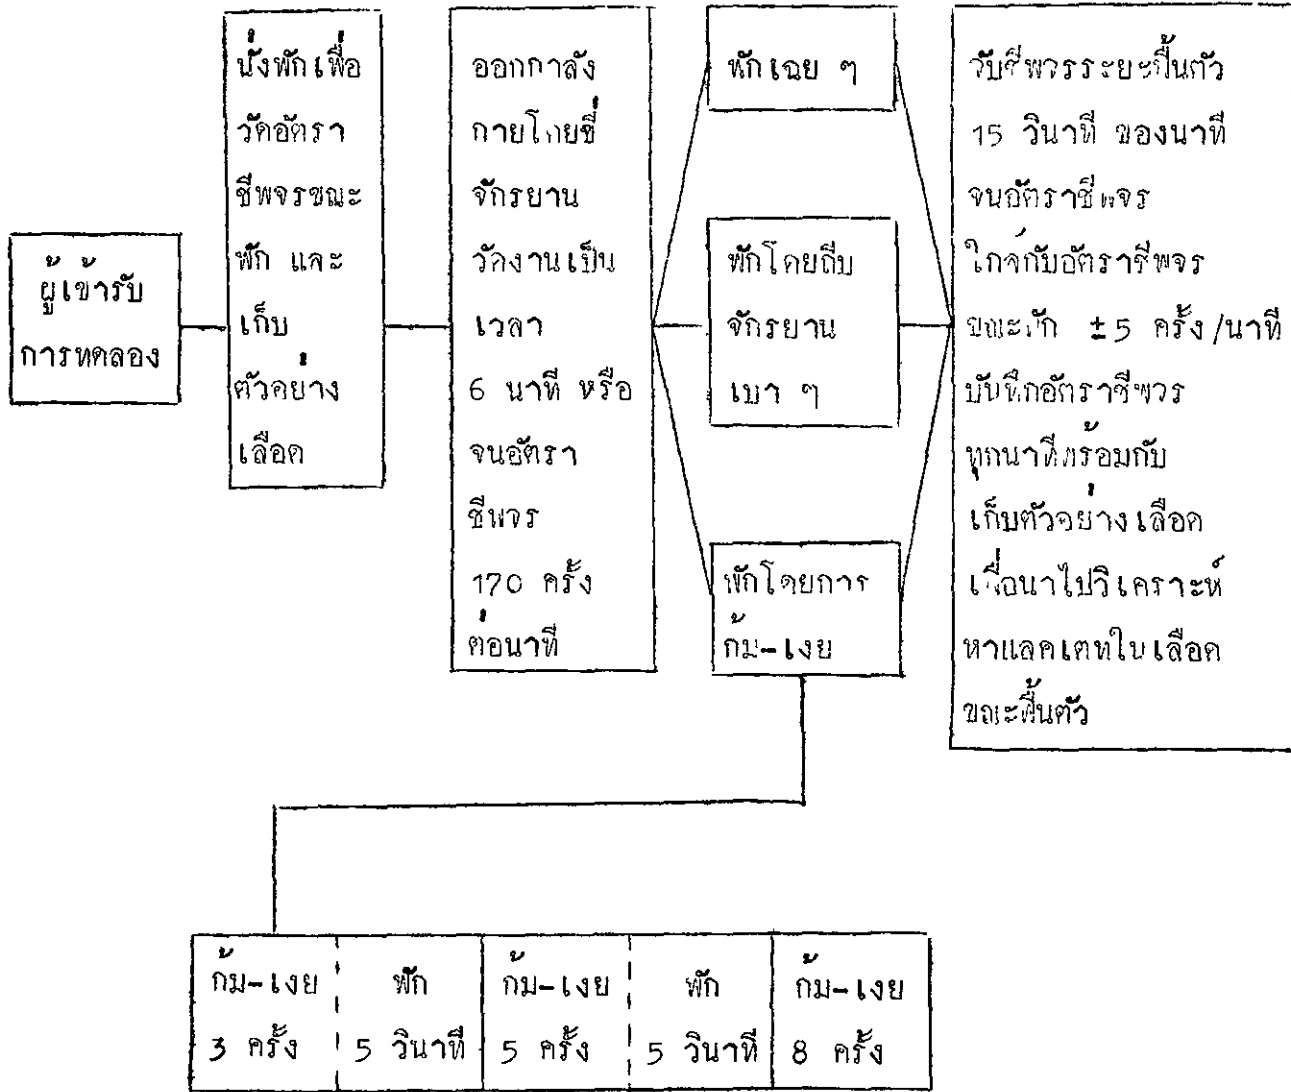 ผู้เข้ารับ
การทดลอง
นั่งพักเพื่อ
วัดอัตรา
ชีพจรขณะ
พัก และ
เก็บ
ตัวอย่าง
เลือด
ออกกาลัง
กายโดยขี่
จักรยาน
วัดงานเป็น
เวลา
6 นาที หรือ
จนอัตรา
ชีพจร
170 ครั้ง
ต่อนาที
พักเฉย ๆ
พักโดยถีบ
จักรยาน
เบา ๆ
พักโดยการ
ก้ม-เงย
จับชีพจรระยะฟื้นตัว
15 วินาที ของนาที
จนอัตราชีพจร
ใกล้กับอัตราชีพจร
ขณะพัก ±5 ครั้ง/นาที
บันทึกอัตราชีพจร
ทุกนาทีพร้อมกับ
เก็บตัวอย่างเลือด
เพื่อนาไปวิเคราะห์
หาแลคเตทในเลือด
ขณะฟื้นตัว
ก้ม-เงย
3 ครั้ง
พัก
5 วินาที
ก้ม-เงย
5 ครั้ง
พัก
5 วินาที
ก้ม-เงย
8 ครั้ง